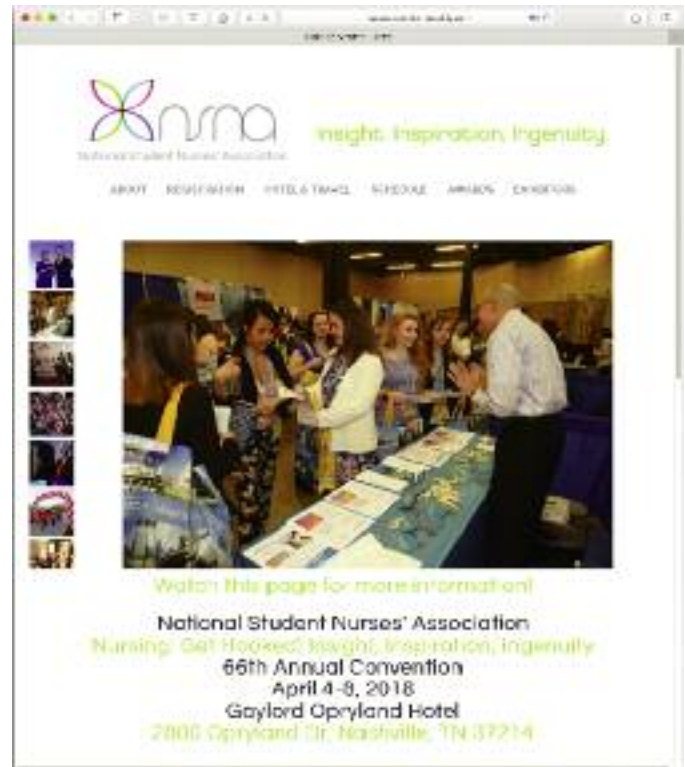 nsna
Insight. Inspiration. Ingenuity.
National Student Nurses' Association
ABOUT REGISTRATION HOTEL & TRAVEL SCHEDULE AWARDS EXHIBITORS
Watch this page for more information!
National Student Nurses' Association
Nursing: Get Hooked! Insight, Inspiration, Ingenuity
66th Annual Convention
April 4-8, 2018
Gaylord Opryland Hotel
2800 Opryland Dr, Nashville, TN 37214